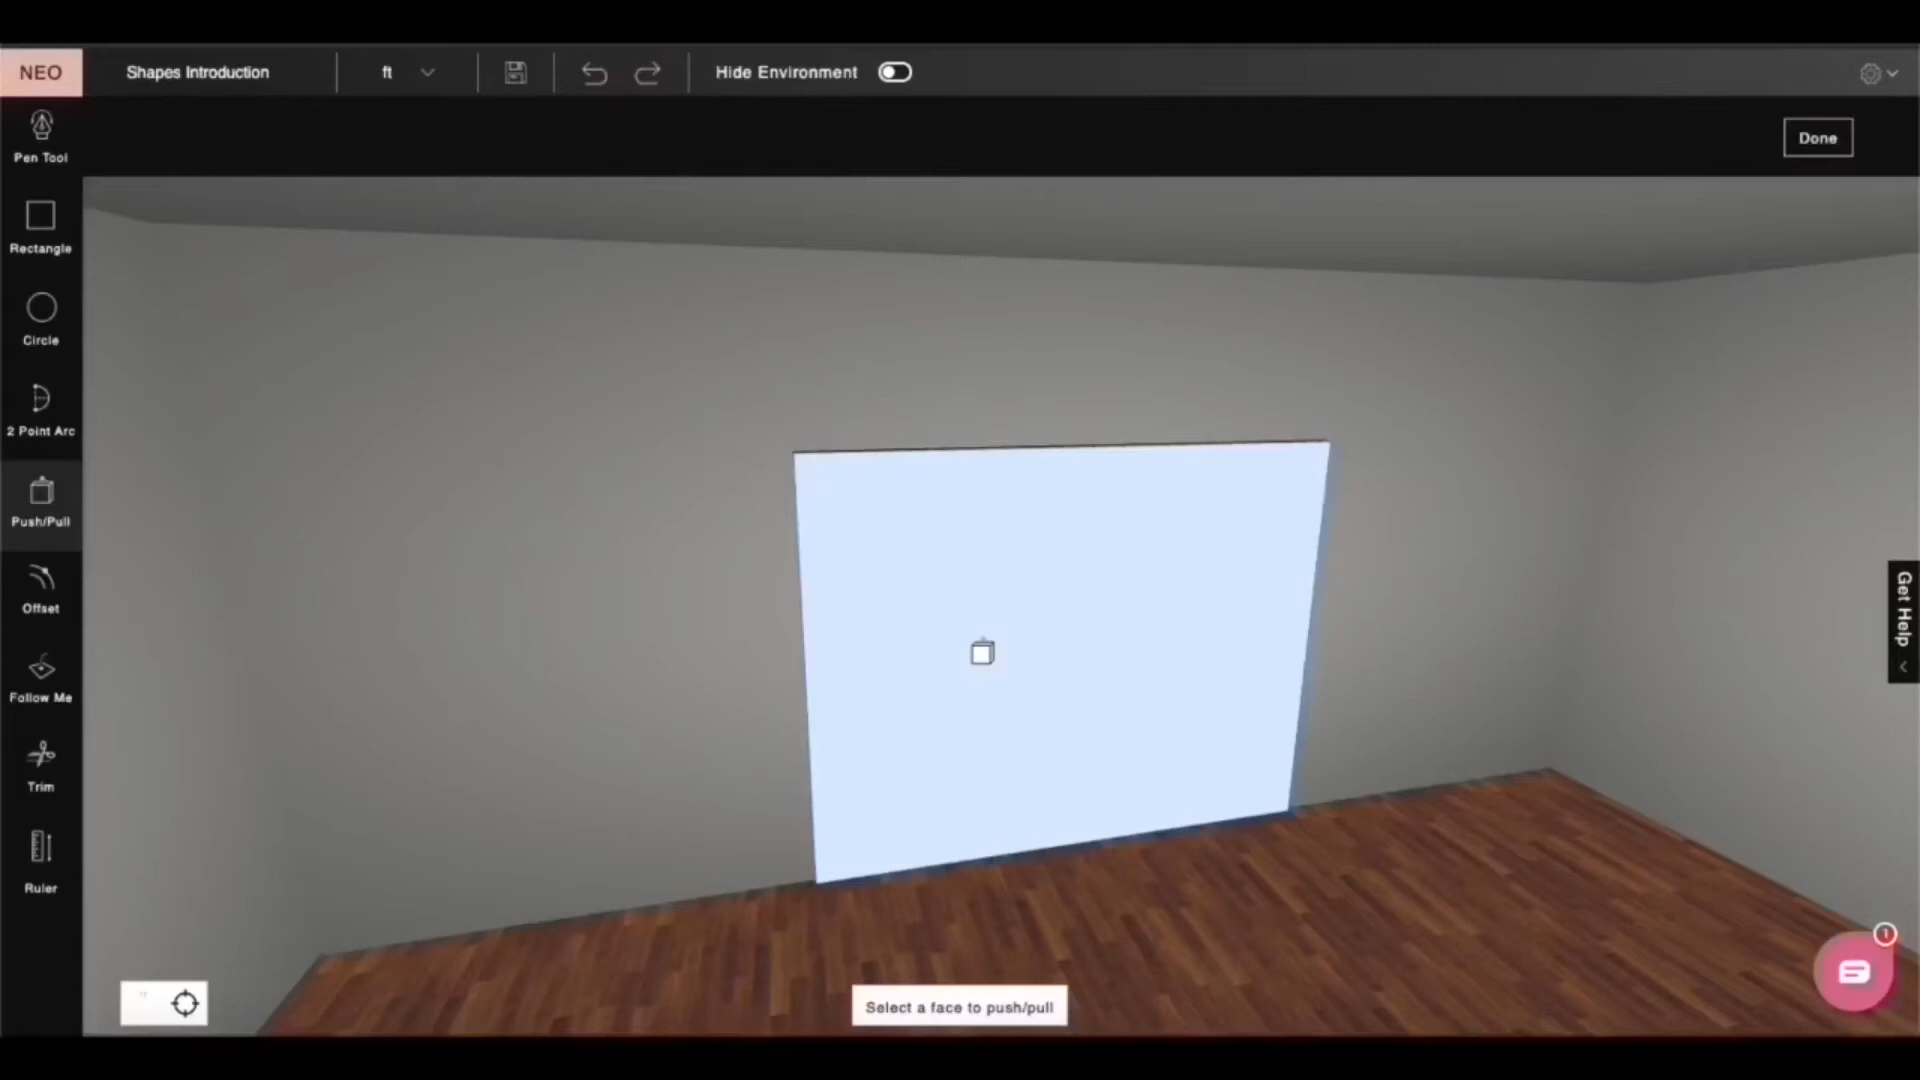 NEO
Shapes Introduction
ft
Hide Environment
Pen Tool
Done
Rectangle
Circle
2 Point Arc
Push/Pull
Offset
Get Help
Follow Me
Trim
Ruler
1
Select a face to push/pull